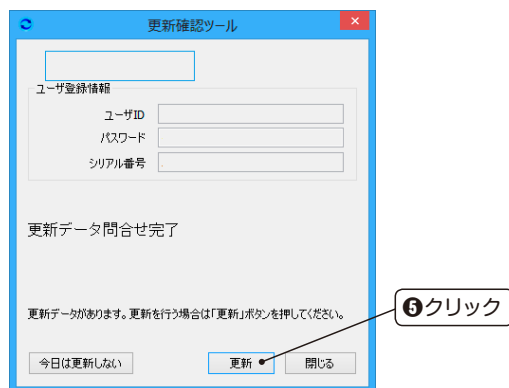 更新確認ツール
ユーザ登録情報
ユーザID
パスワード
シリアル番号
更新データ問合せ完了
更新データがあります。更新を行う場合は「更新」ボタンを押してください。
❺クリック
今日は更新しない
更新
閉じる